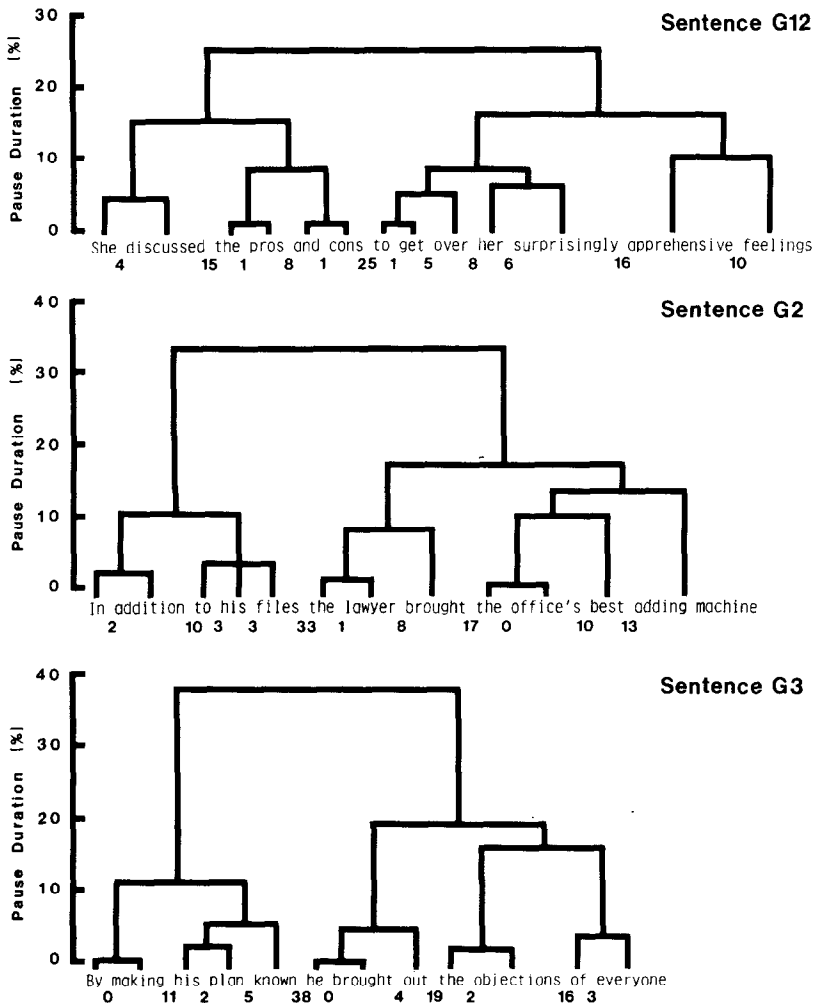 Sentence G12
Pause Duration (%)
30
20
10
0
She discussed the pros and cons to get over her surprisingly apprehensive feelings
4 15 1 8 1 25 1 5 8 6 16 10
Sentence G2
Pause Duration (%)
40
30
20
10
0
In addition to his files the lawyer brought the office's best adding machine
2 10 3 3 33 1 8 17 0 10 13
Sentence G3
Pause Duration (%)
40
30
20
10
0
By making his plan known he brought out the objections of everyone
0 11 2 5 38 0 4 19 2 16 3